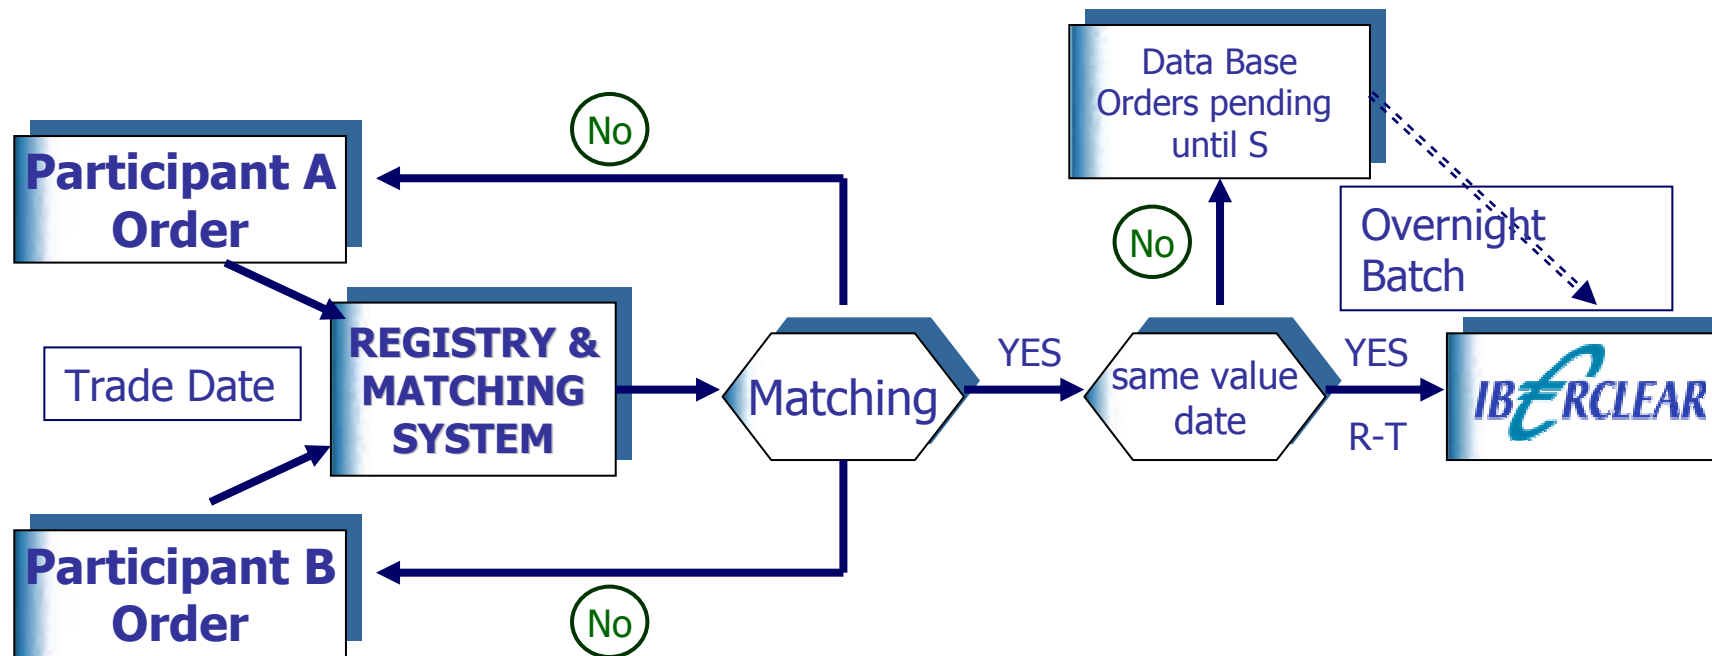 Data Base
Orders pending
until S
No
Participant A
Order
No
Overnight
Batch
REGISTRY &
MATCHING
SYSTEM
Trade Date
Matching
YES
same value
date
YES
R-T
IBERCLEAR
Participant B
Order
No